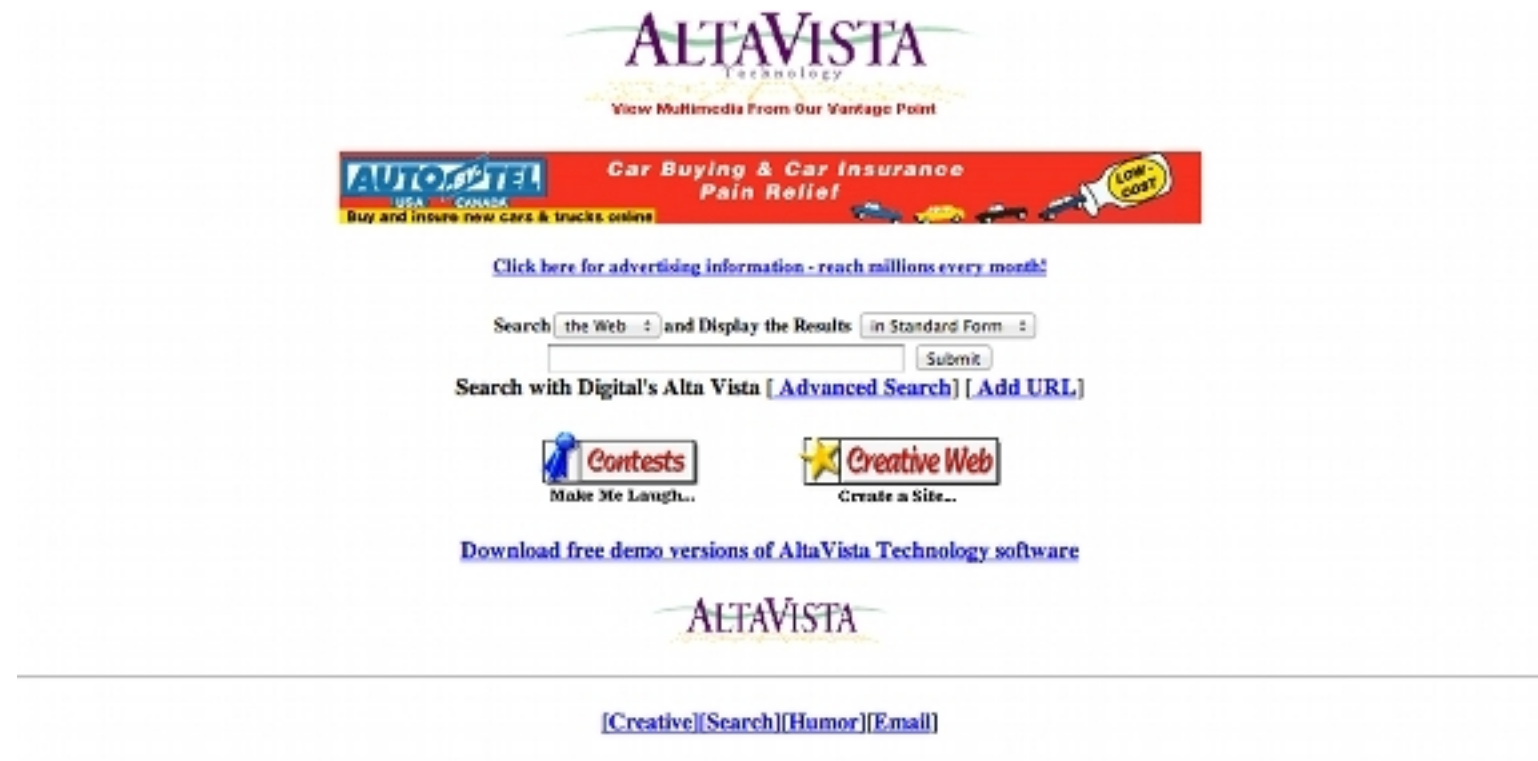 ALTAVISTA
Technology
View Multimedia From Our Vantage Point
AUTO-BY-TEL
USA CANADA
Buy and insure new cars & trucks online
Car Buying & Car Insurance
Pain Relief
LOW-
COST
Click here for advertising information - reach millions every month!
Search the Web and Display the Results in Standard Form
Submit
Search with Digital's Alta Vista [ Advanced Search] [ Add URL]
Contests Creative Web
Make Me Laugh... Create a Site...
Download free demo versions of AltaVista Technology software
ALTAVISTA
[Creative][Search][Humor][Email]